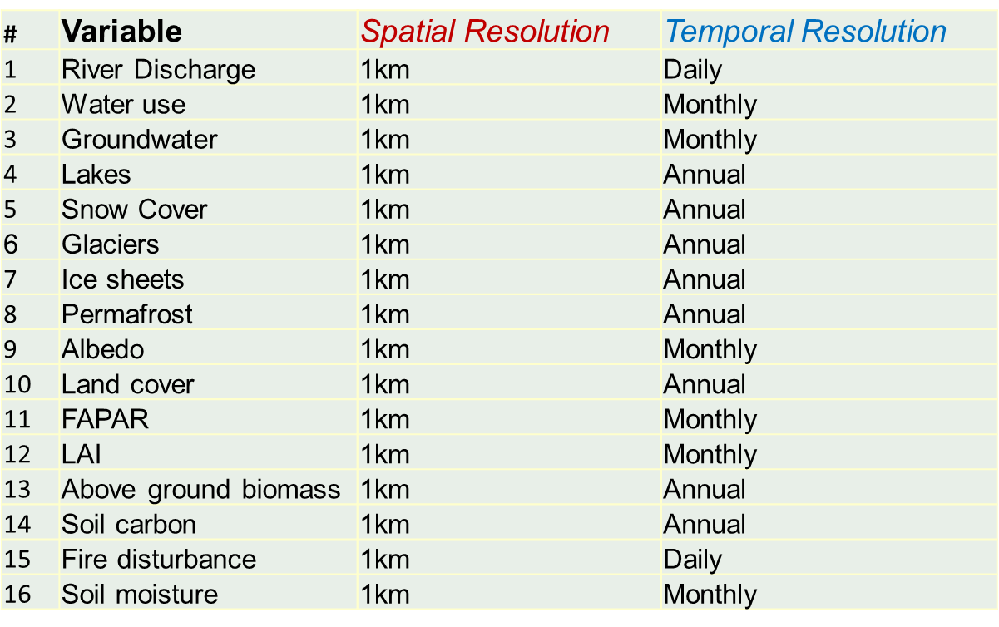 # Variable Spatial Resolution Temporal Resolution
1 River Discharge 1km Daily
2 Water use 1km Monthly
3 Groundwater 1km Monthly
4 Lakes 1km Annual
5 Snow Cover 1km Annual
6 Glaciers 1km Annual
7 Ice sheets 1km Annual
8 Permafrost 1km Annual
9 Albedo 1km Monthly
10 Land cover 1km Annual
11 FAPAR 1km Monthly
12 LAI 1km Monthly
13 Above ground biomass 1km Annual
14 Soil carbon 1km Annual
15 Fire disturbance 1km Daily
16 Soil moisture 1km Monthly